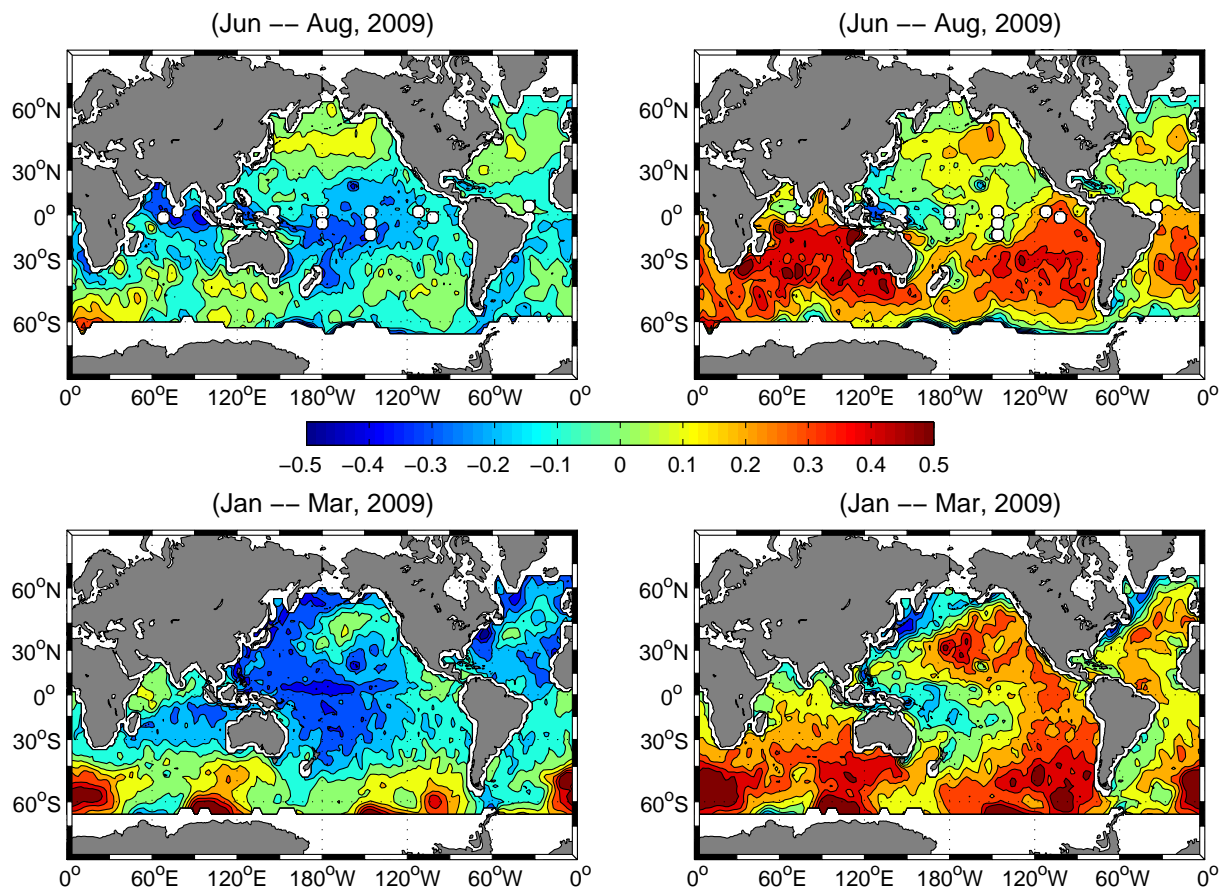 (Jun −− Aug, 2009) (Jun −− Aug, 2009)
60°N 60°N
30°N 30°N
0° 0°
30°S 30°S
60°S 60°S
0° 60°E 120°E 180°W 120°W 60°W 0° 0° 60°E 120°E 180°W 120°W 60°W 0°
−0.5 −0.4 −0.3 −0.2 −0.1 0 0.1 0.2 0.3 0.4 0.5
(Jan −− Mar, 2009) (Jan −− Mar, 2009)
60°N 60°N
30°N 30°N
0° 0°
30°S 30°S
60°S 60°S
0° 60°E 120°E 180°W 120°W 60°W 0° 0° 60°E 120°E 180°W 120°W 60°W 0°